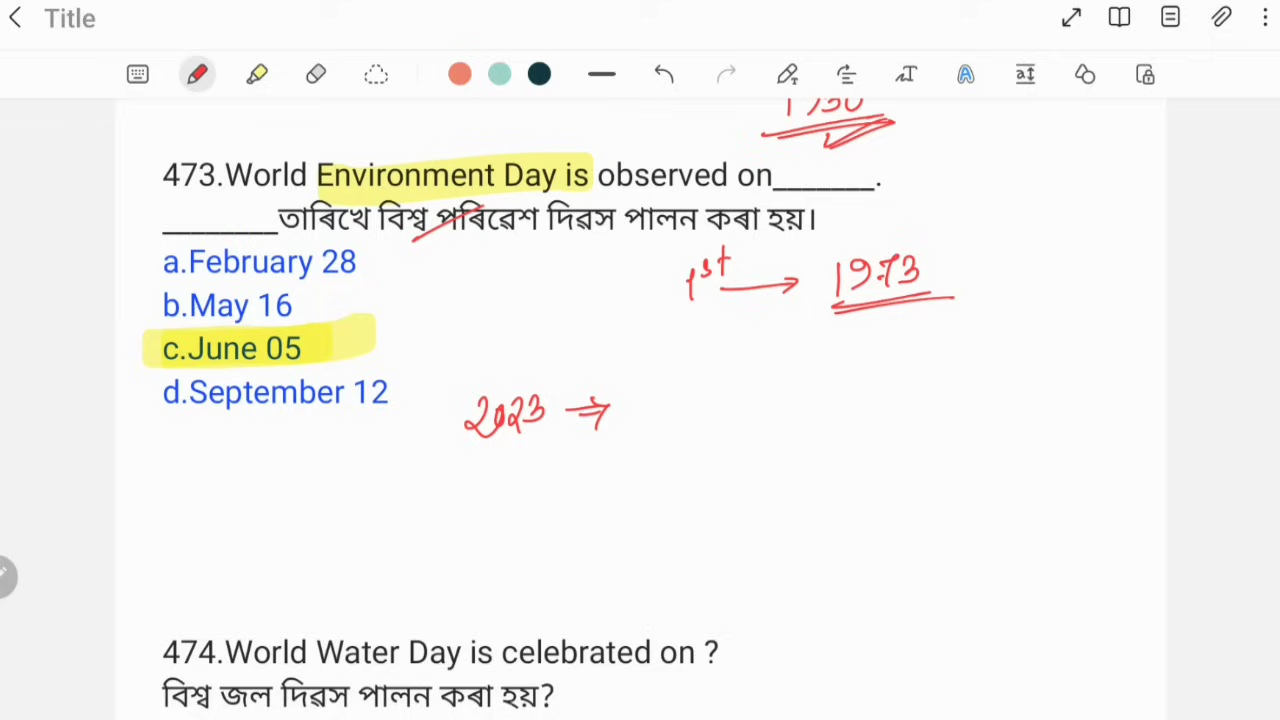 Title
473.World Environment Day is observed on_______.
_________তাৰিখে বিশ্ব পৰিৱেশ দিৱস পালন কৰা হয়।
a.February 28
1st → 1973
b.May 16
c.June 05
d.September 12
2023 ⇒
474.World Water Day is celebrated on ?
বিশ্ব জল দিৱস পালন কৰা হয়?